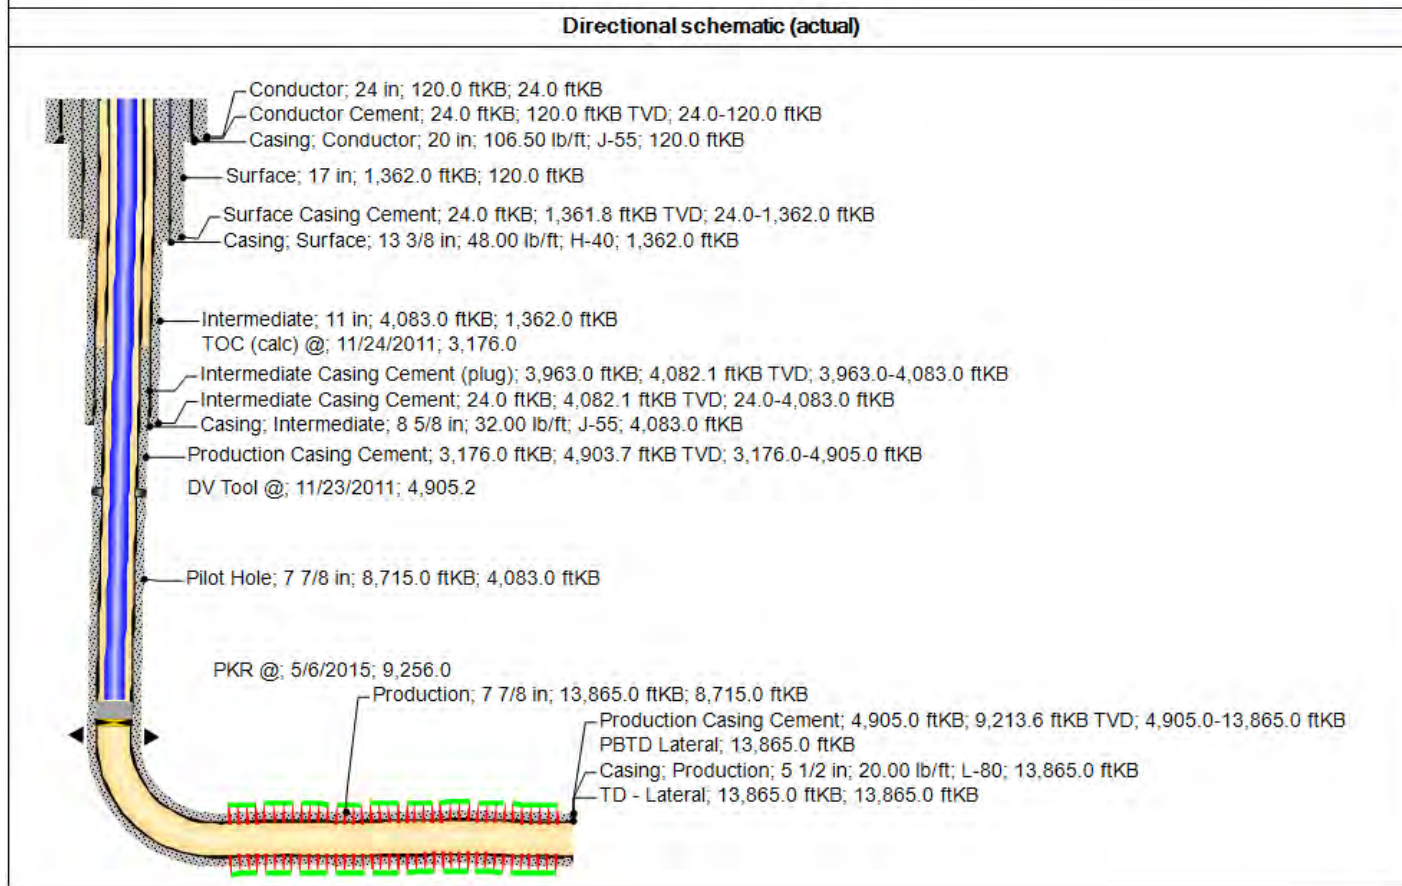 Directional schematic (actual)
Conductor; 24 in; 120.0 ftKB; 24.0 ftKB
Conductor Cement; 24.0 ftKB; 120.0 ftKB TVD; 24.0-120.0 ftKB
Casing; Conductor; 20 in; 106.50 lb/ft; J-55; 120.0 ftKB
Surface; 17 in; 1,362.0 ftKB; 120.0 ftKB
Surface Casing Cement; 24.0 ftKB; 1,361.8 ftKB TVD; 24.0-1,362.0 ftKB
Casing; Surface; 13 3/8 in; 48.00 lb/ft; H-40; 1,362.0 ftKB
Intermediate; 11 in; 4,083.0 ftKB; 1,362.0 ftKB
TOC (calc) @; 11/24/2011; 3,176.0
Intermediate Casing Cement (plug); 3,963.0 ftKB; 4,082.1 ftKB TVD; 3,963.0-4,083.0 ftKB
Intermediate Casing Cement; 24.0 ftKB; 4,082.1 ftKB TVD; 24.0-4,083.0 ftKB
Casing; Intermediate; 8 5/8 in; 32.00 lb/ft; J-55; 4,083.0 ftKB
Production Casing Cement; 3,176.0 ftKB; 4,903.7 ftKB TVD; 3,176.0-4,905.0 ftKB
DV Tool @; 11/23/2011; 4,905.2
Pilot Hole; 7 7/8 in; 8,715.0 ftKB; 4,083.0 ftKB
PKR @; 5/6/2015; 9,256.0
Production; 7 7/8 in; 13,865.0 ftKB; 8,715.0 ftKB
Production Casing Cement; 4,905.0 ftKB; 9,213.6 ftKB TVD; 4,905.0-13,865.0 ftKB
PBTD Lateral; 13,865.0 ftKB
Casing; Production; 5 1/2 in; 20.00 lb/ft; L-80; 13,865.0 ftKB
TD - Lateral; 13,865.0 ftKB; 13,865.0 ftKB